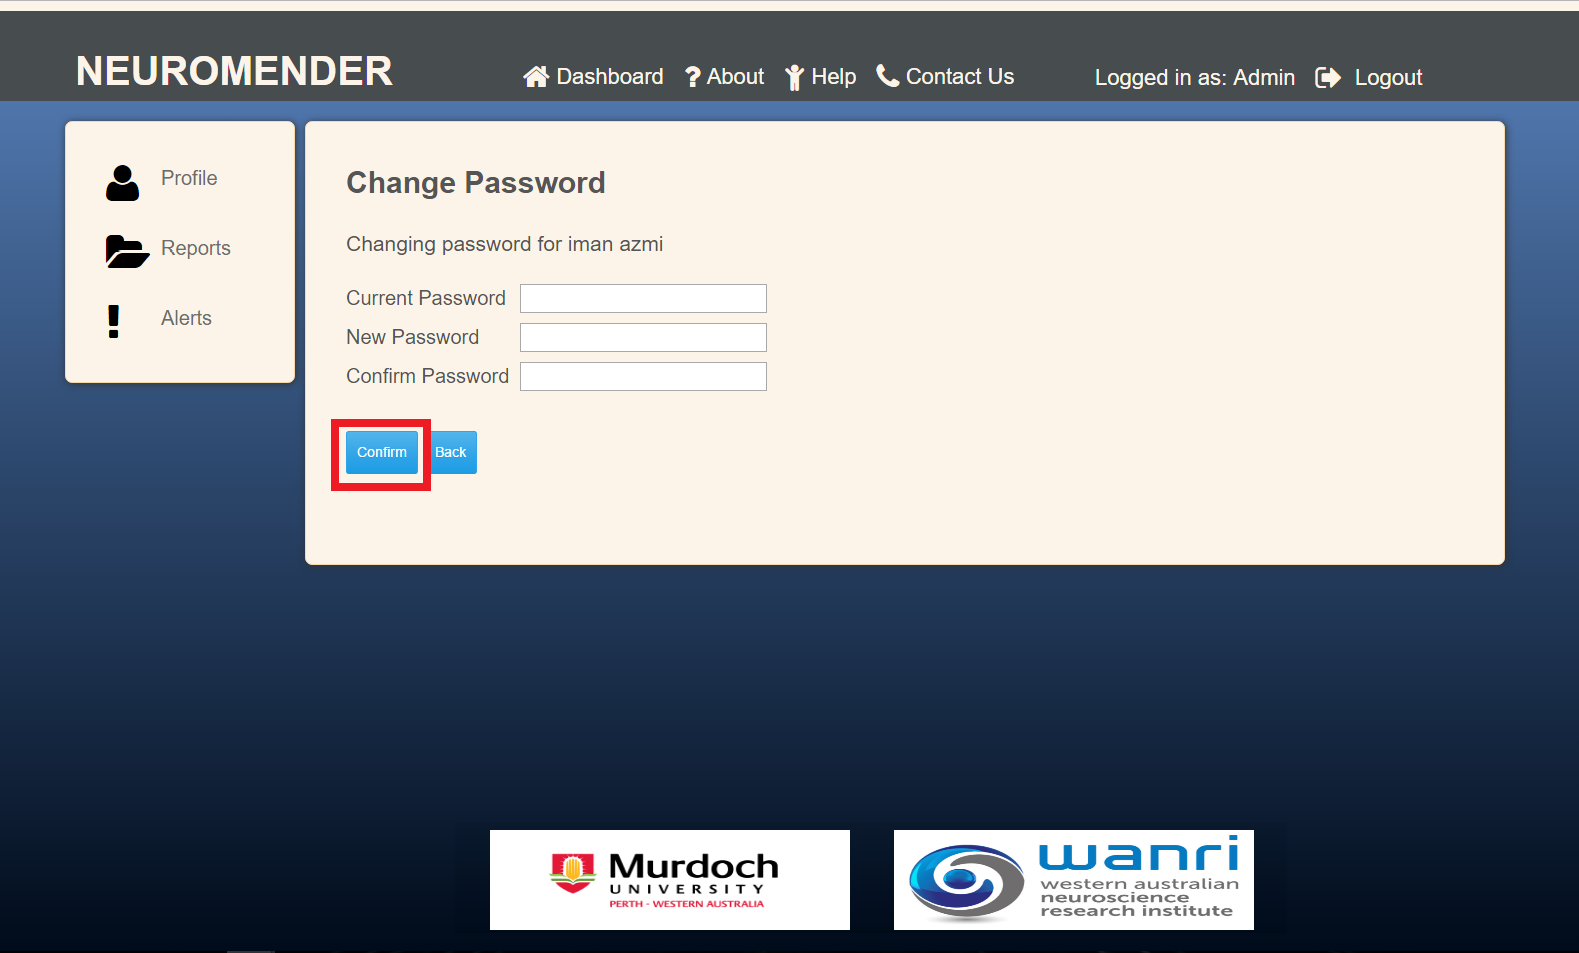 NEUROMENDER
Dashboard
? About
Help
Contact Us
Logged in as: Admin
Logout
Profile
Reports
Alerts
Change Password
Changing password for iman azmi
Current Password
New Password
Confirm Password
Confirm
Back
Murdoch
UNIVERSITY
PERTH - WESTERN AUSTRALIA
wanri
western australian
neuroscience
research institute